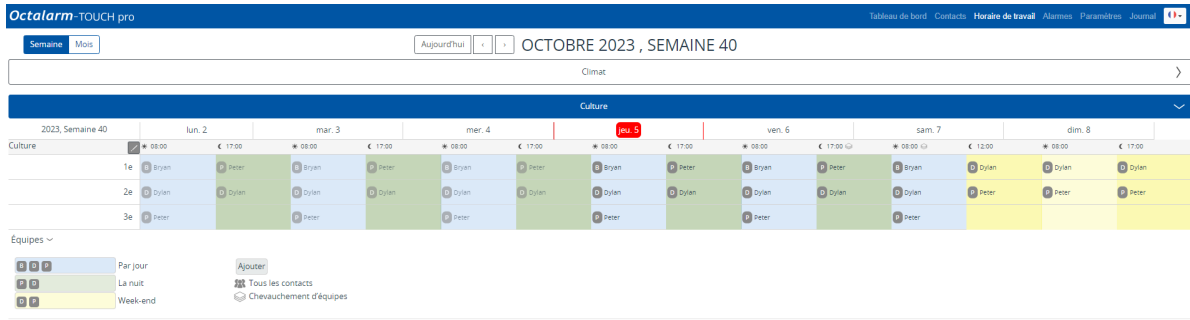 Octalarm-TOUCH pro Tableau de bord Contacts Horaire de travail Alarmes Paramètres Journal
Semaine Mois Aujourd'hui ‹ › OCTOBRE 2023 , SEMAINE 40
Climat
Culture
2023, Semaine 40 lun. 2 mar. 3 mer. 4 jeu. 5 ven. 6 sam. 7 dim. 8
Culture 08:00 17:00 08:00 17:00 08:00 17:00 08:00 17:00 08:00 17:00 08:00 12:00 08:00 17:00
1e B Bryan P Peter B Bryan P Peter B Bryan P Peter B Bryan P Peter B Bryan P Peter B Bryan D Dylan D Dylan D Dylan
2e D Dylan D Dylan D Dylan D Dylan D Dylan D Dylan D Dylan D Dylan D Dylan D Dylan D Dylan P Peter P Peter P Peter
3e P Peter P Peter P Peter P Peter P Peter P Peter
Équipes
B D P Par jour Ajouter
P D La nuit Tous les contacts
D P Week-end Chevauchement d'équipes